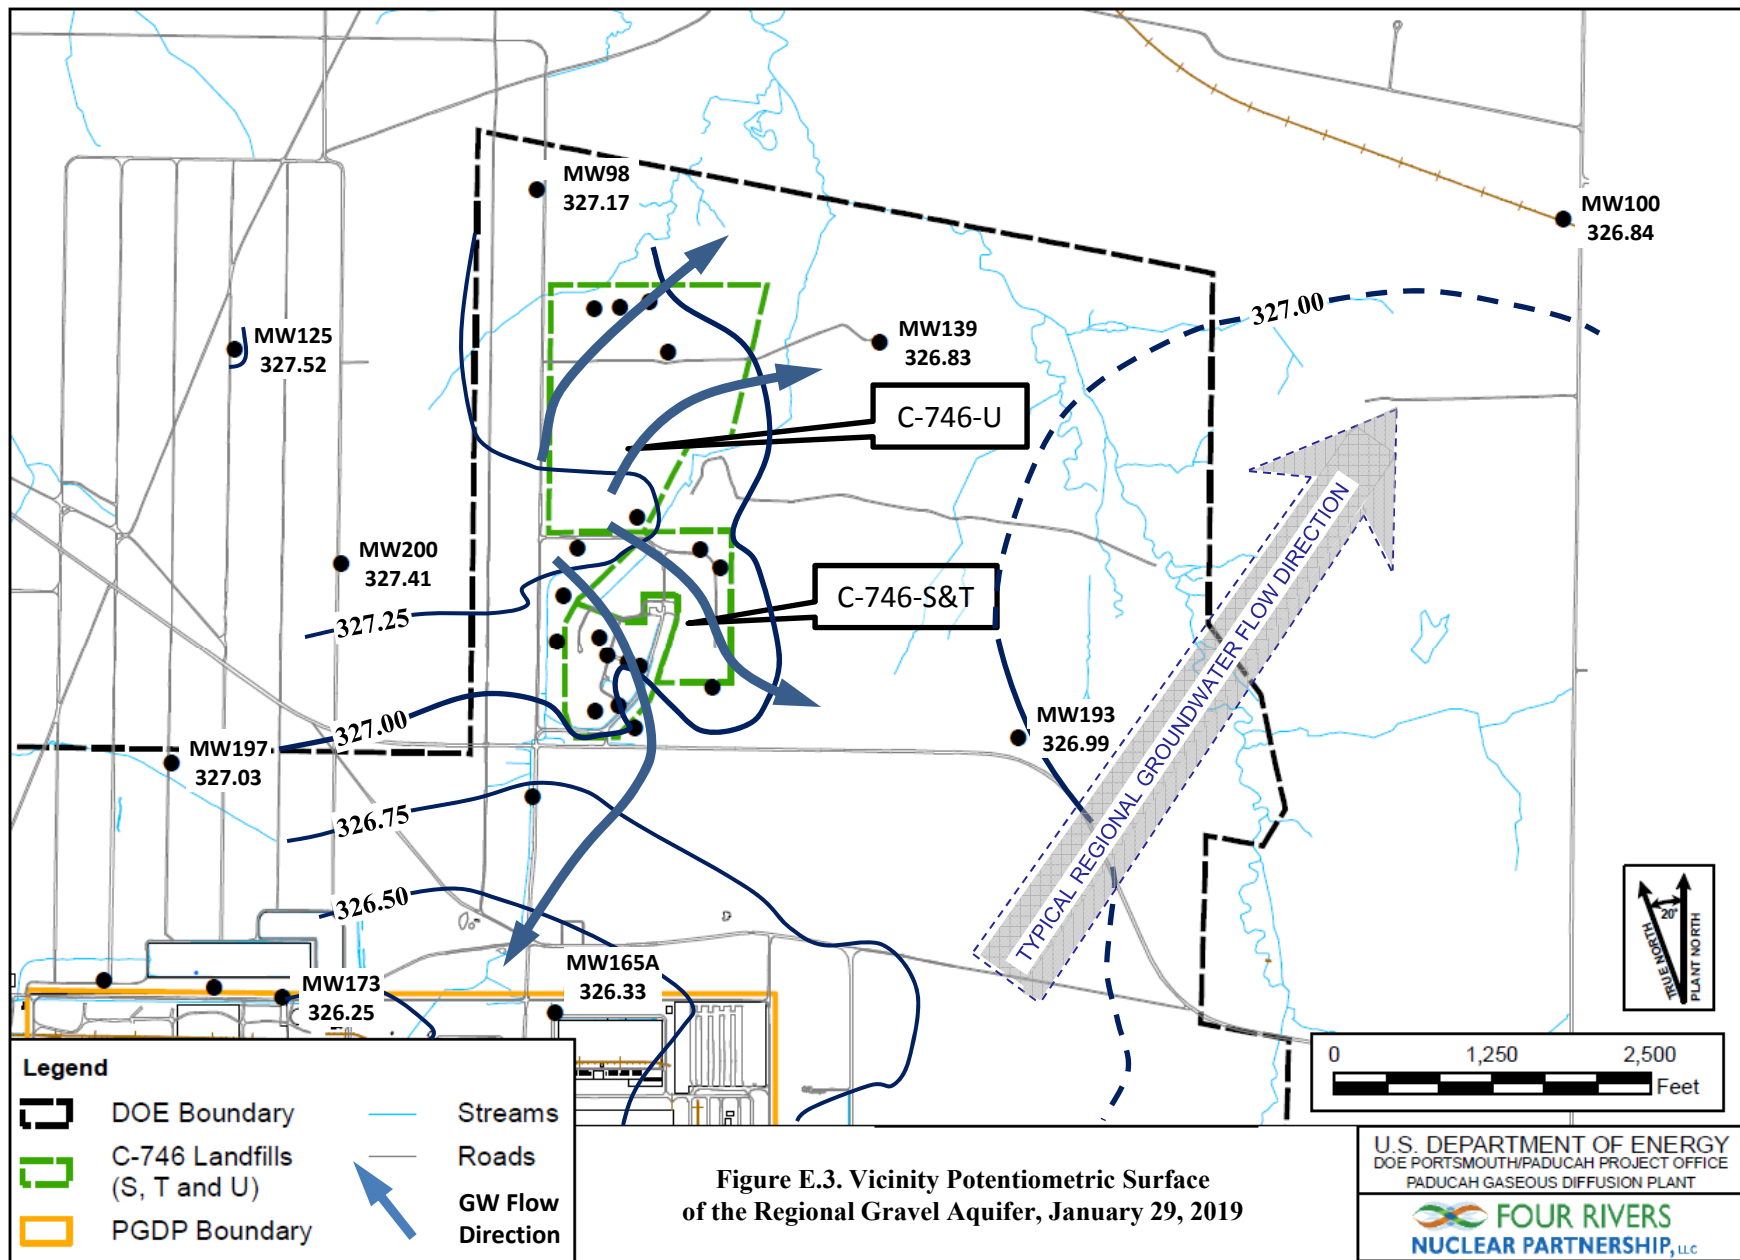 MW98
327.17
MW100
326.84
327.00
MW125
327.52
MW139
326.83
C-746-U
MW200
327.41
C-746-S&T
327.25
327.00
MW197
327.03
MW193
326.99
326.75
326.50
TYPICAL REGIONAL GROUNDWATER FLOW DIRECTION
MW173
326.25
MW165A
326.33
20°
TRUE NORTH
PLANT NORTH
0 1,250 2,500
Feet
Legend
DOE Boundary
C-746 Landfills
(S, T and U)
PGDP Boundary
Streams
Roads
GW Flow
Direction
Figure E.3. Vicinity Potentiometric Surface
of the Regional Gravel Aquifer, January 29, 2019
U.S. DEPARTMENT OF ENERGY
DOE PORTSMOUTH/PADUCAH PROJECT OFFICE
PADUCAH GASEOUS DIFFUSION PLANT
FOUR RIVERS
NUCLEAR PARTNERSHIP, LLC